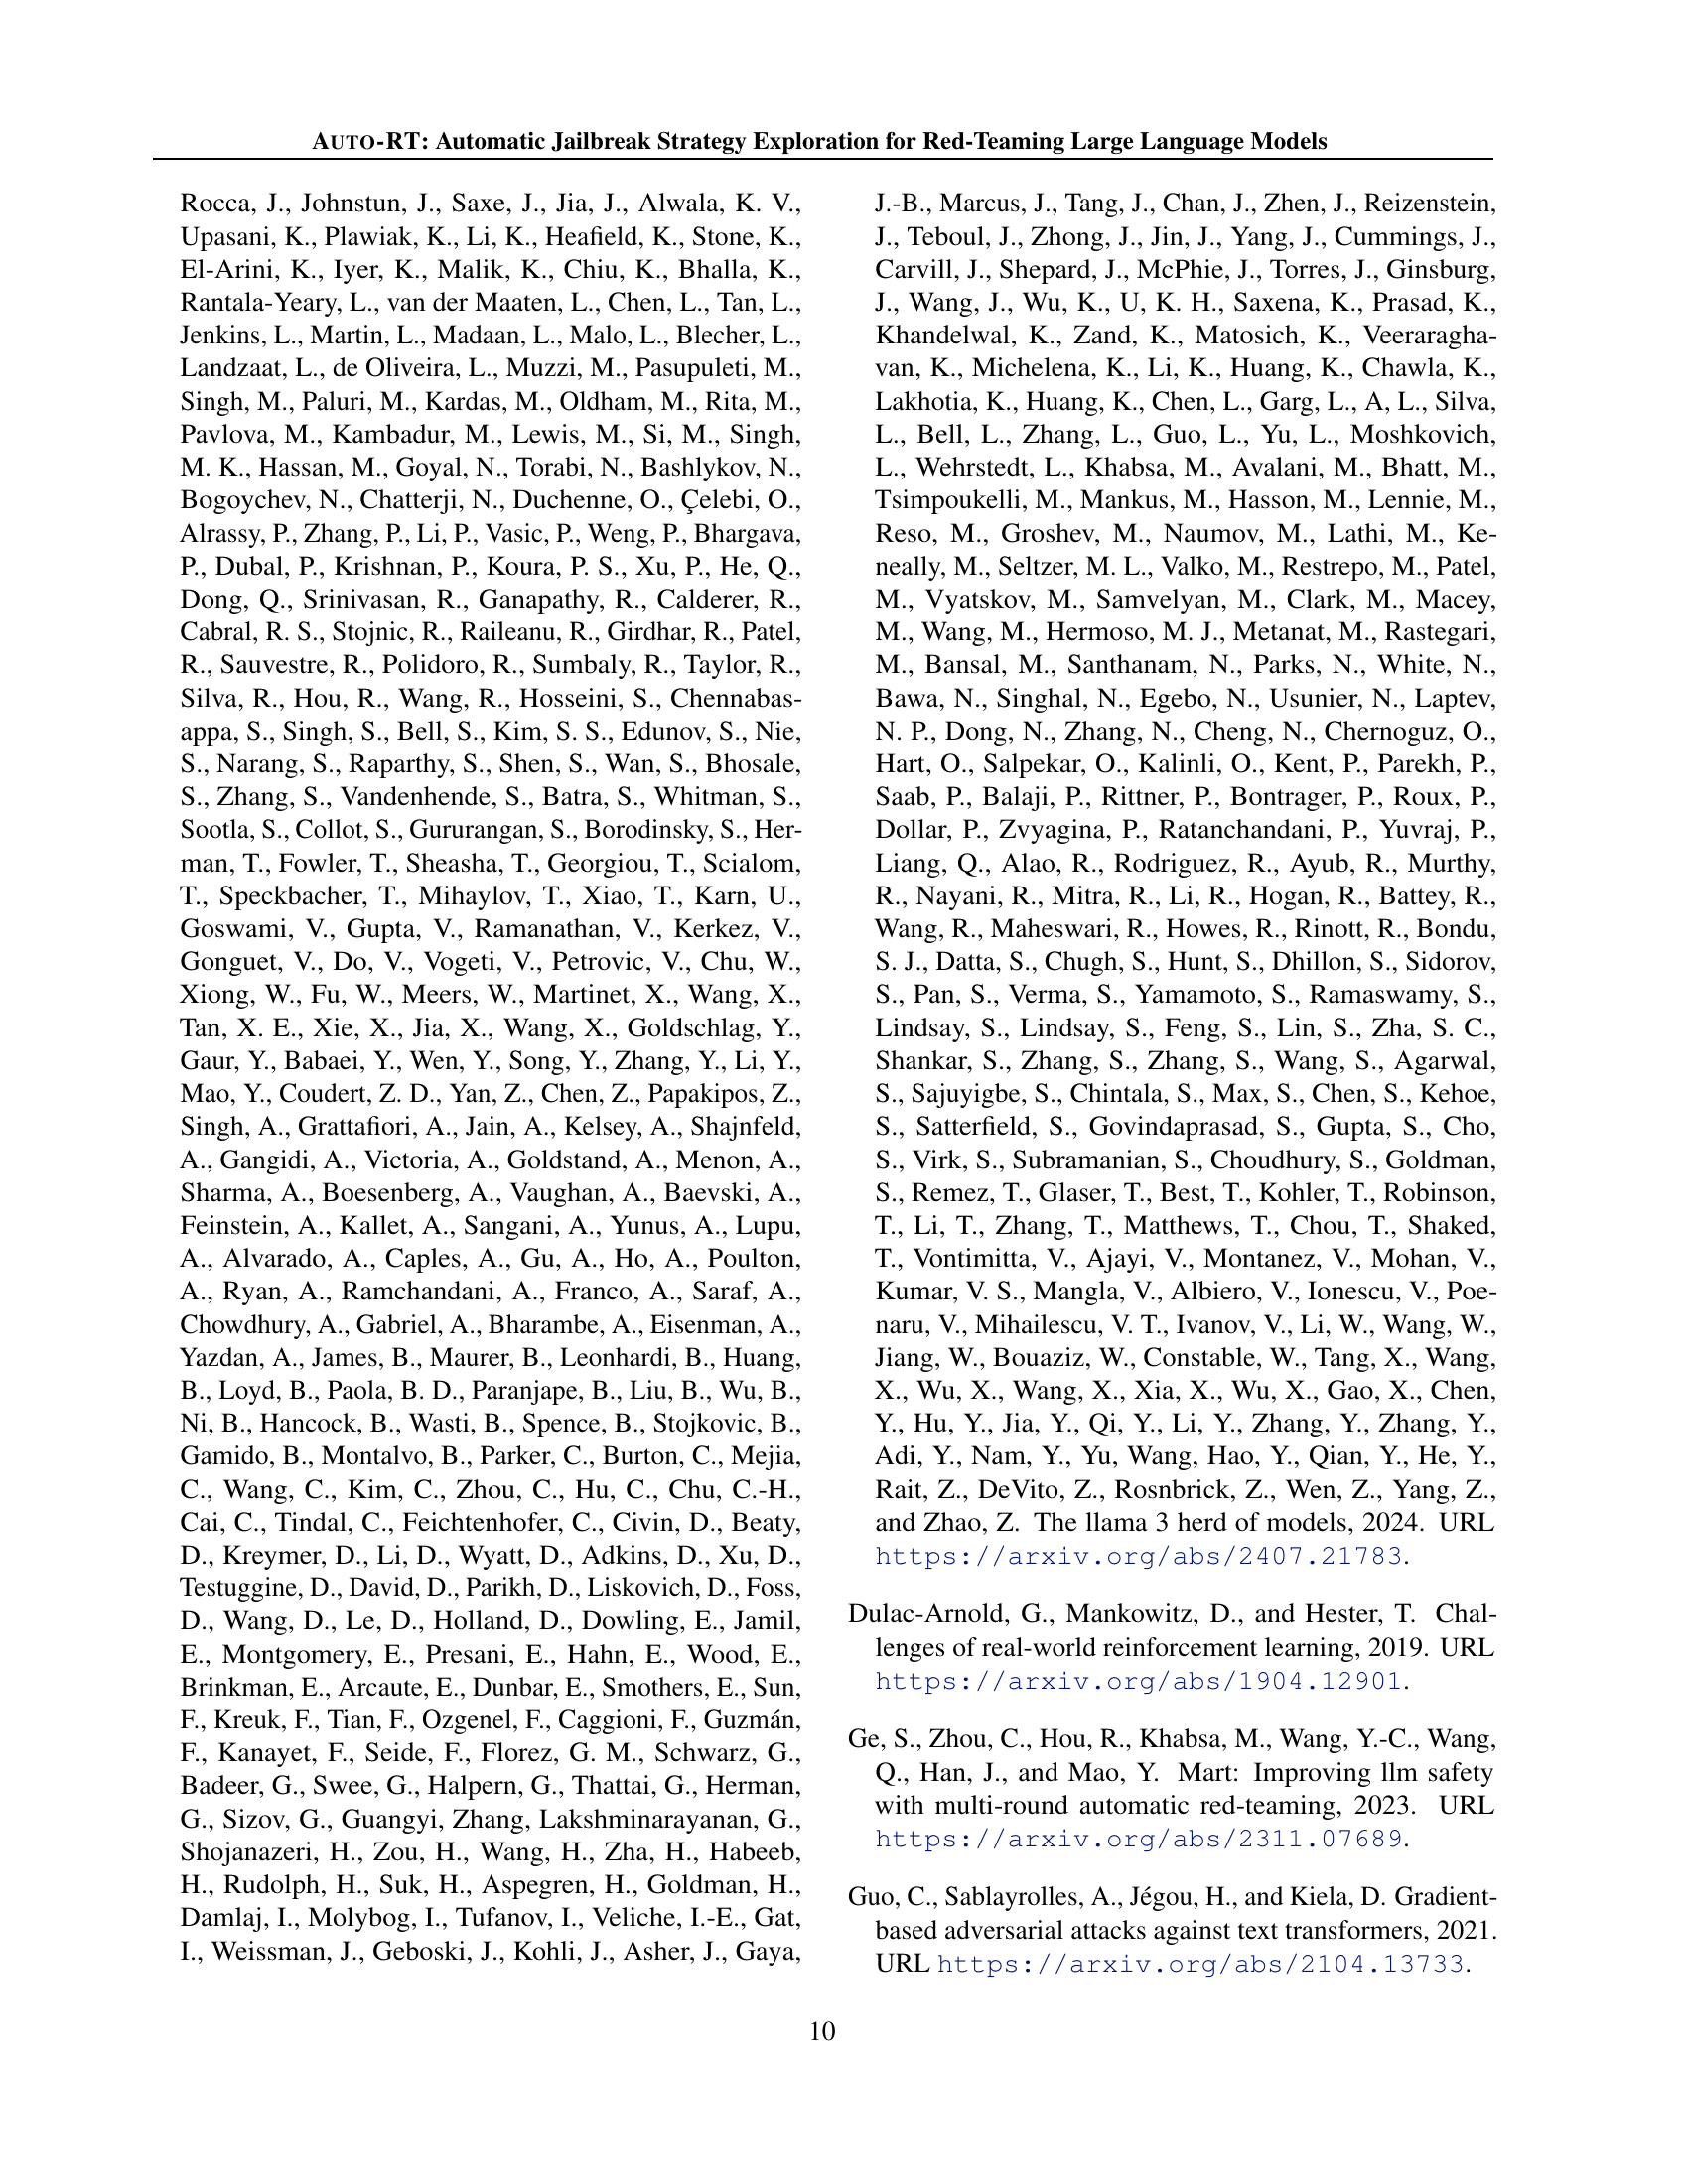 AUTO-RT: Automatic Jailbreak Strategy Exploration for Red-Teaming Large Language Models
Rocca, J., Johnstun, J., Saxe, J., Jia, J., Alwala, K. V.,
Upasani, K., Plawiak, K., Li, K., Heafield, K., Stone, K.,
El-Arini, K., Iyer, K., Malik, K., Chiu, K., Bhalla, K.,
Rantala-Yeary, L., van der Maaten, L., Chen, L., Tan, L.,
Jenkins, L., Martin, L., Madaan, L., Malo, L., Blecher, L.,
Landzaat, L., de Oliveira, L., Muzzi, M., Pasupuleti, M.,
Singh, M., Paluri, M., Kardas, M., Oldham, M., Rita, M.,
Pavlova, M., Kambadur, M., Lewis, M., Si, M., Singh,
M. K., Hassan, M., Goyal, N., Torabi, N., Bashlykov, N.,
Bogoychev, N., Chatterji, N., Duchenne, O., Çelebi, O.,
Alrassy, P., Zhang, P., Li, P., Vasic, P., Weng, P., Bhargava,
P., Dubal, P., Krishnan, P., Koura, P. S., Xu, P., He, Q.,
Dong, Q., Srinivasan, R., Ganapathy, R., Calderer, R.,
Cabral, R. S., Stojnic, R., Raileanu, R., Girdhar, R., Patel,
R., Sauvestre, R., Polidoro, R., Sumbaly, R., Taylor, R.,
Silva, R., Hou, R., Wang, R., Hosseini, S., Chennabas-
appa, S., Singh, S., Bell, S., Kim, S. S., Edunov, S., Nie,
S., Narang, S., Raparthy, S., Shen, S., Wan, S., Bhosale,
S., Zhang, S., Vandenhende, S., Batra, S., Whitman, S.,
Sootla, S., Collot, S., Gururangan, S., Borodinsky, S., Her-
man, T., Fowler, T., Sheasha, T., Georgiou, T., Scialom,
T., Speckbacher, T., Mihaylov, T., Xiao, T., Karn, U.,
Goswami, V., Gupta, V., Ramanathan, V., Kerkez, V.,
Gonguet, V., Do, V., Vogeti, V., Petrovic, V., Chu, W.,
Xiong, W., Fu, W., Meers, W., Martinet, X., Wang, X.,
Tan, X. E., Xie, X., Jia, X., Wang, X., Goldschlag, Y.,
Gaur, Y., Babaei, Y., Wen, Y., Song, Y., Zhang, Y., Li, Y.,
Mao, Y., Coudert, Z. D., Yan, Z., Chen, Z., Papakipos, Z.,
Singh, A., Grattafiori, A., Jain, A., Kelsey, A., Shajnfeld,
A., Gangidi, A., Victoria, A., Goldstand, A., Menon, A.,
Sharma, A., Boesenberg, A., Vaughan, A., Baevski, A.,
Feinstein, A., Kallet, A., Sangani, A., Yunus, A., Lupu,
A., Alvarado, A., Caples, A., Gu, A., Ho, A., Poulton,
A., Ryan, A., Ramchandani, A., Franco, A., Saraf, A.,
Chowdhury, A., Gabriel, A., Bharambe, A., Eisenman, A.,
Yazdan, A., James, B., Maurer, B., Leonhardi, B., Huang,
B., Loyd, B., Paola, B. D., Paranjape, B., Liu, B., Wu, B.,
Ni, B., Hancock, B., Wasti, B., Spence, B., Stojkovic, B.,
Gamido, B., Montalvo, B., Parker, C., Burton, C., Mejia,
C., Wang, C., Kim, C., Zhou, C., Hu, C., Chu, C.-H.,
Cai, C., Tindal, C., Feichtenhofer, C., Civin, D., Beaty,
D., Kreymer, D., Li, D., Wyatt, D., Adkins, D., Xu, D.,
Testuggine, D., David, D., Parikh, D., Liskovich, D., Foss,
D., Wang, D., Le, D., Holland, D., Dowling, E., Jamil,
E., Montgomery, E., Presani, E., Hahn, E., Wood, E.,
Brinkman, E., Arcaute, E., Dunbar, E., Smothers, E., Sun,
F., Kreuk, F., Tian, F., Ozgenel, F., Caggioni, F., Guzmán,
F., Kanayet, F., Seide, F., Florez, G. M., Schwarz, G.,
Badeer, G., Swee, G., Halpern, G., Thattai, G., Herman,
G., Sizov, G., Guangyi, Zhang, Lakshminarayanan, G.,
Shojanazeri, H., Zou, H., Wang, H., Zha, H., Habeeb,
H., Rudolph, H., Suk, H., Aspegren, H., Goldman, H.,
Damlaj, I., Molybog, I., Tufanov, I., Veliche, I.-E., Gat,
I., Weissman, J., Geboski, J., Kohli, J., Asher, J., Gaya,
J.-B., Marcus, J., Tang, J., Chan, J., Zhen, J., Reizenstein,
J., Teboul, J., Zhong, J., Jin, J., Yang, J., Cummings, J.,
Carvill, J., Shepard, J., McPhie, J., Torres, J., Ginsburg,
J., Wang, J., Wu, K., U, K. H., Saxena, K., Prasad, K.,
Khandelwal, K., Zand, K., Matosich, K., Veeraragha-
van, K., Michelena, K., Li, K., Huang, K., Chawla, K.,
Lakhotia, K., Huang, K., Chen, L., Garg, L., A, L., Silva,
L., Bell, L., Zhang, L., Guo, L., Yu, L., Moshkovich,
L., Wehrstedt, L., Khabsa, M., Avalani, M., Bhatt, M.,
Tsimpoukelli, M., Mankus, M., Hasson, M., Lennie, M.,
Reso, M., Groshev, M., Naumov, M., Lathi, M., Ke-
neally, M., Seltzer, M. L., Valko, M., Restrepo, M., Patel,
M., Vyatskov, M., Samvelyan, M., Clark, M., Macey,
M., Wang, M., Hermoso, M. J., Metanat, M., Rastegari,
M., Bansal, M., Santhanam, N., Parks, N., White, N.,
Bawa, N., Singhal, N., Egebo, N., Usunier, N., Laptev,
N. P., Dong, N., Zhang, N., Cheng, N., Chernoguz, O.,
Hart, O., Salpekar, O., Kalinli, O., Kent, P., Parekh, P.,
Saab, P., Balaji, P., Rittner, P., Bontrager, P., Roux, P.,
Dollar, P., Zvyagina, P., Ratanchandani, P., Yuvraj, P.,
Liang, Q., Alao, R., Rodriguez, R., Ayub, R., Murthy,
R., Nayani, R., Mitra, R., Li, R., Hogan, R., Battey, R.,
Wang, R., Maheswari, R., Howes, R., Rinott, R., Bondu,
S. J., Datta, S., Chugh, S., Hunt, S., Dhillon, S., Sidorov,
S., Pan, S., Verma, S., Yamamoto, S., Ramaswamy, S.,
Lindsay, S., Lindsay, S., Feng, S., Lin, S., Zha, S. C.,
Shankar, S., Zhang, S., Zhang, S., Wang, S., Agarwal,
S., Sajuyigbe, S., Chintala, S., Max, S., Chen, S., Kehoe,
S., Satterfield, S., Govindaprasad, S., Gupta, S., Cho,
S., Virk, S., Subramanian, S., Choudhury, S., Goldman,
S., Remez, T., Glaser, T., Best, T., Kohler, T., Robinson,
T., Li, T., Zhang, T., Matthews, T., Chou, T., Shaked,
T., Vontimitta, V., Ajayi, V., Montanez, V., Mohan, V.,
Kumar, V. S., Mangla, V., Albiero, V., Ionescu, V., Poe-
naru, V., Mihailescu, V. T., Ivanov, V., Li, W., Wang, W.,
Jiang, W., Bouaziz, W., Constable, W., Tang, X., Wang,
X., Wu, X., Wang, X., Xia, X., Wu, X., Gao, X., Chen,
Y., Hu, Y., Jia, Y., Qi, Y., Li, Y., Zhang, Y., Zhang, Y.,
Adi, Y., Nam, Y., Yu, Wang, Hao, Y., Qian, Y., He, Y.,
Rait, Z., DeVito, Z., Rosnbrick, Z., Wen, Z., Yang, Z.,
and Zhao, Z. The llama 3 herd of models, 2024. URL
https://arxiv.org/abs/2407.21783.
Dulac-Arnold, G., Mankowitz, D., and Hester, T. Chal-
lenges of real-world reinforcement learning, 2019. URL
https://arxiv.org/abs/1904.12901.
Ge, S., Zhou, C., Hou, R., Khabsa, M., Wang, Y.-C., Wang,
Q., Han, J., and Mao, Y. Mart: Improving llm safety
with multi-round automatic red-teaming, 2023. URL
https://arxiv.org/abs/2311.07689.
Guo, C., Sablayrolles, A., Jégou, H., and Kiela, D. Gradient-
based adversarial attacks against text transformers, 2021.
URL https://arxiv.org/abs/2104.13733.
10